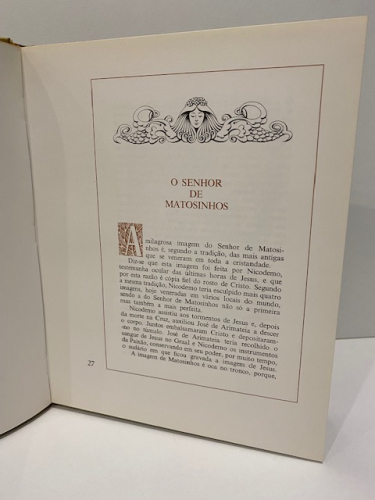 O SENHOR
DE
MATOSINHOS
A milagrosa imagem do Senhor de Matosi-
nhos é, segundo a tradição, das mais antigas
que se veneram em toda a cristandade.
Diz-se que esta imagem foi feita por Nicodemo,
testemunha ocular das últimas horas de Jesus, e que
por esta razão é cópia fiel do rosto de Cristo. Segundo
a mesma tradição, Nicodemo teria esculpido mais quatro
imagens, hoje veneradas em vários locais do mundo,
sendo a do Senhor de Matosinhos não só a primeira
mas também a mais perfeita.
Nicodemo assistiu aos tormentos de Jesus e, depois
da morte na Cruz, auxiliou José de Arimateia a descer
o corpo. Juntos embalsamaram Cristo e depositaram-
-no no túmulo. José de Arimateia teria recolhido o
sangue de Jesus no Graal e Nicodemo os instrumentos
da Paixão, conservando em seu poder, por muito tempo,
o sudário em que ficou gravada a imagem de Jesus.
A imagem de Matosinhos é oca no tronco, porque,
27